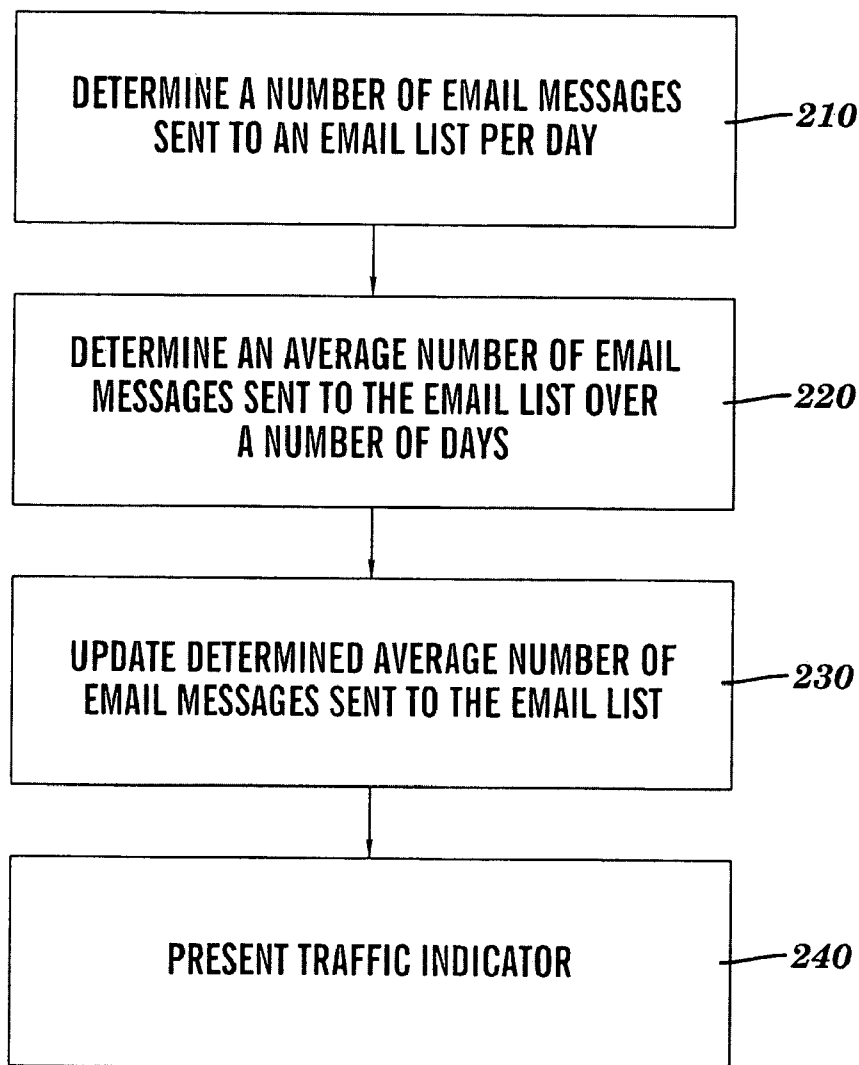 DETERMINE A NUMBER OF EMAIL MESSAGES
SENT TO AN EMAIL LIST PER DAY
210
DETERMINE AN AVERAGE NUMBER OF EMAIL
MESSAGES SENT TO THE EMAIL LIST OVER
A NUMBER OF DAYS
220
UPDATE DETERMINED AVERAGE NUMBER OF
EMAIL MESSAGES SENT TO THE EMAIL LIST
230
PRESENT TRAFFIC INDICATOR
240